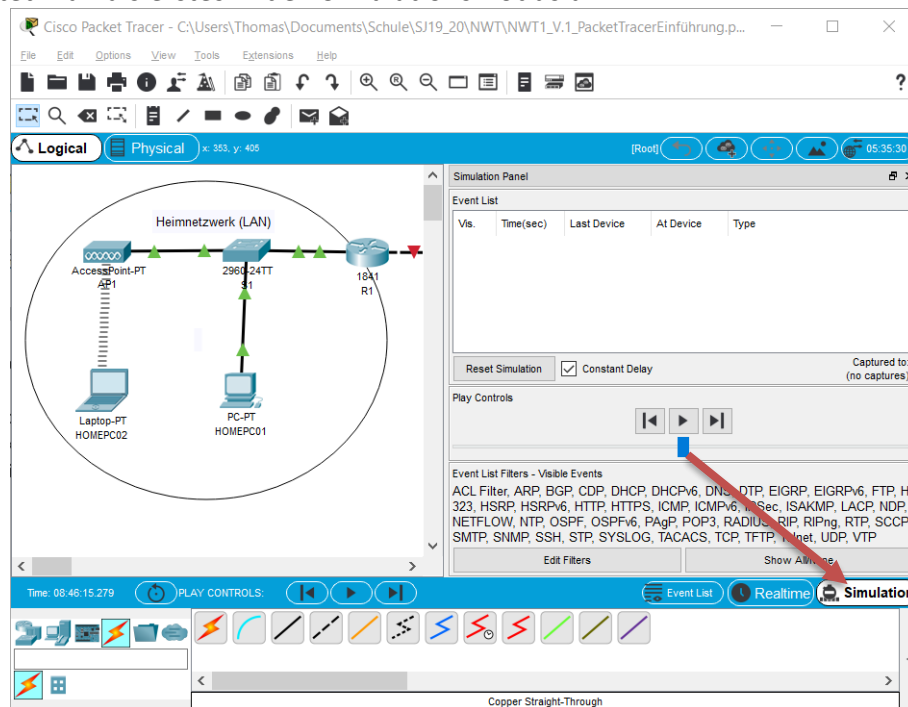 Cisco Packet Tracer - C:\Users\Thomas\Documents\Schule\SJ19_20\NWT\NWT1_V.1_PacketTracerEinführung.p...
File Edit Options View Tools Extensions Help
Logical Physical x: 353, y: 405 [Root] 05:35:30
Simulation Panel
Event List
Vis. Time(sec) Last Device At Device Type
Heimnetzwerk (LAN)
AccessPoint-PT
AP1
2960-24TT
S1
1841
R1
Laptop-PT
HOMEPC02
PC-PT
HOMEPC01
Reset Simulation Constant Delay Captured to:
(no captures)
Play Controls
Event List Filters - Visible Events
ACL Filter, ARP, BGP, CDP, DHCP, DHCPv6, DNS, DTP, EIGRP, EIGRPv6, FTP, H
323, HSRP, HSRPv6, HTTP, HTTPS, ICMP, ICMPv6, IPSec, ISAKMP, LACP, NDP,
NETFLOW, NTP, OSPF, OSPFv6, PAgP, POP3, RADIUS, RIP, RIPng, RTP, SCCP
SMTP, SNMP, SSH, STP, SYSLOG, TACACS, TCP, TFTP, Telnet, UDP, VTP
Edit Filters Show All/None
Time: 08:46:15.279 PLAY CONTROLS: Event List Realtime Simulation
Copper Straight-Through